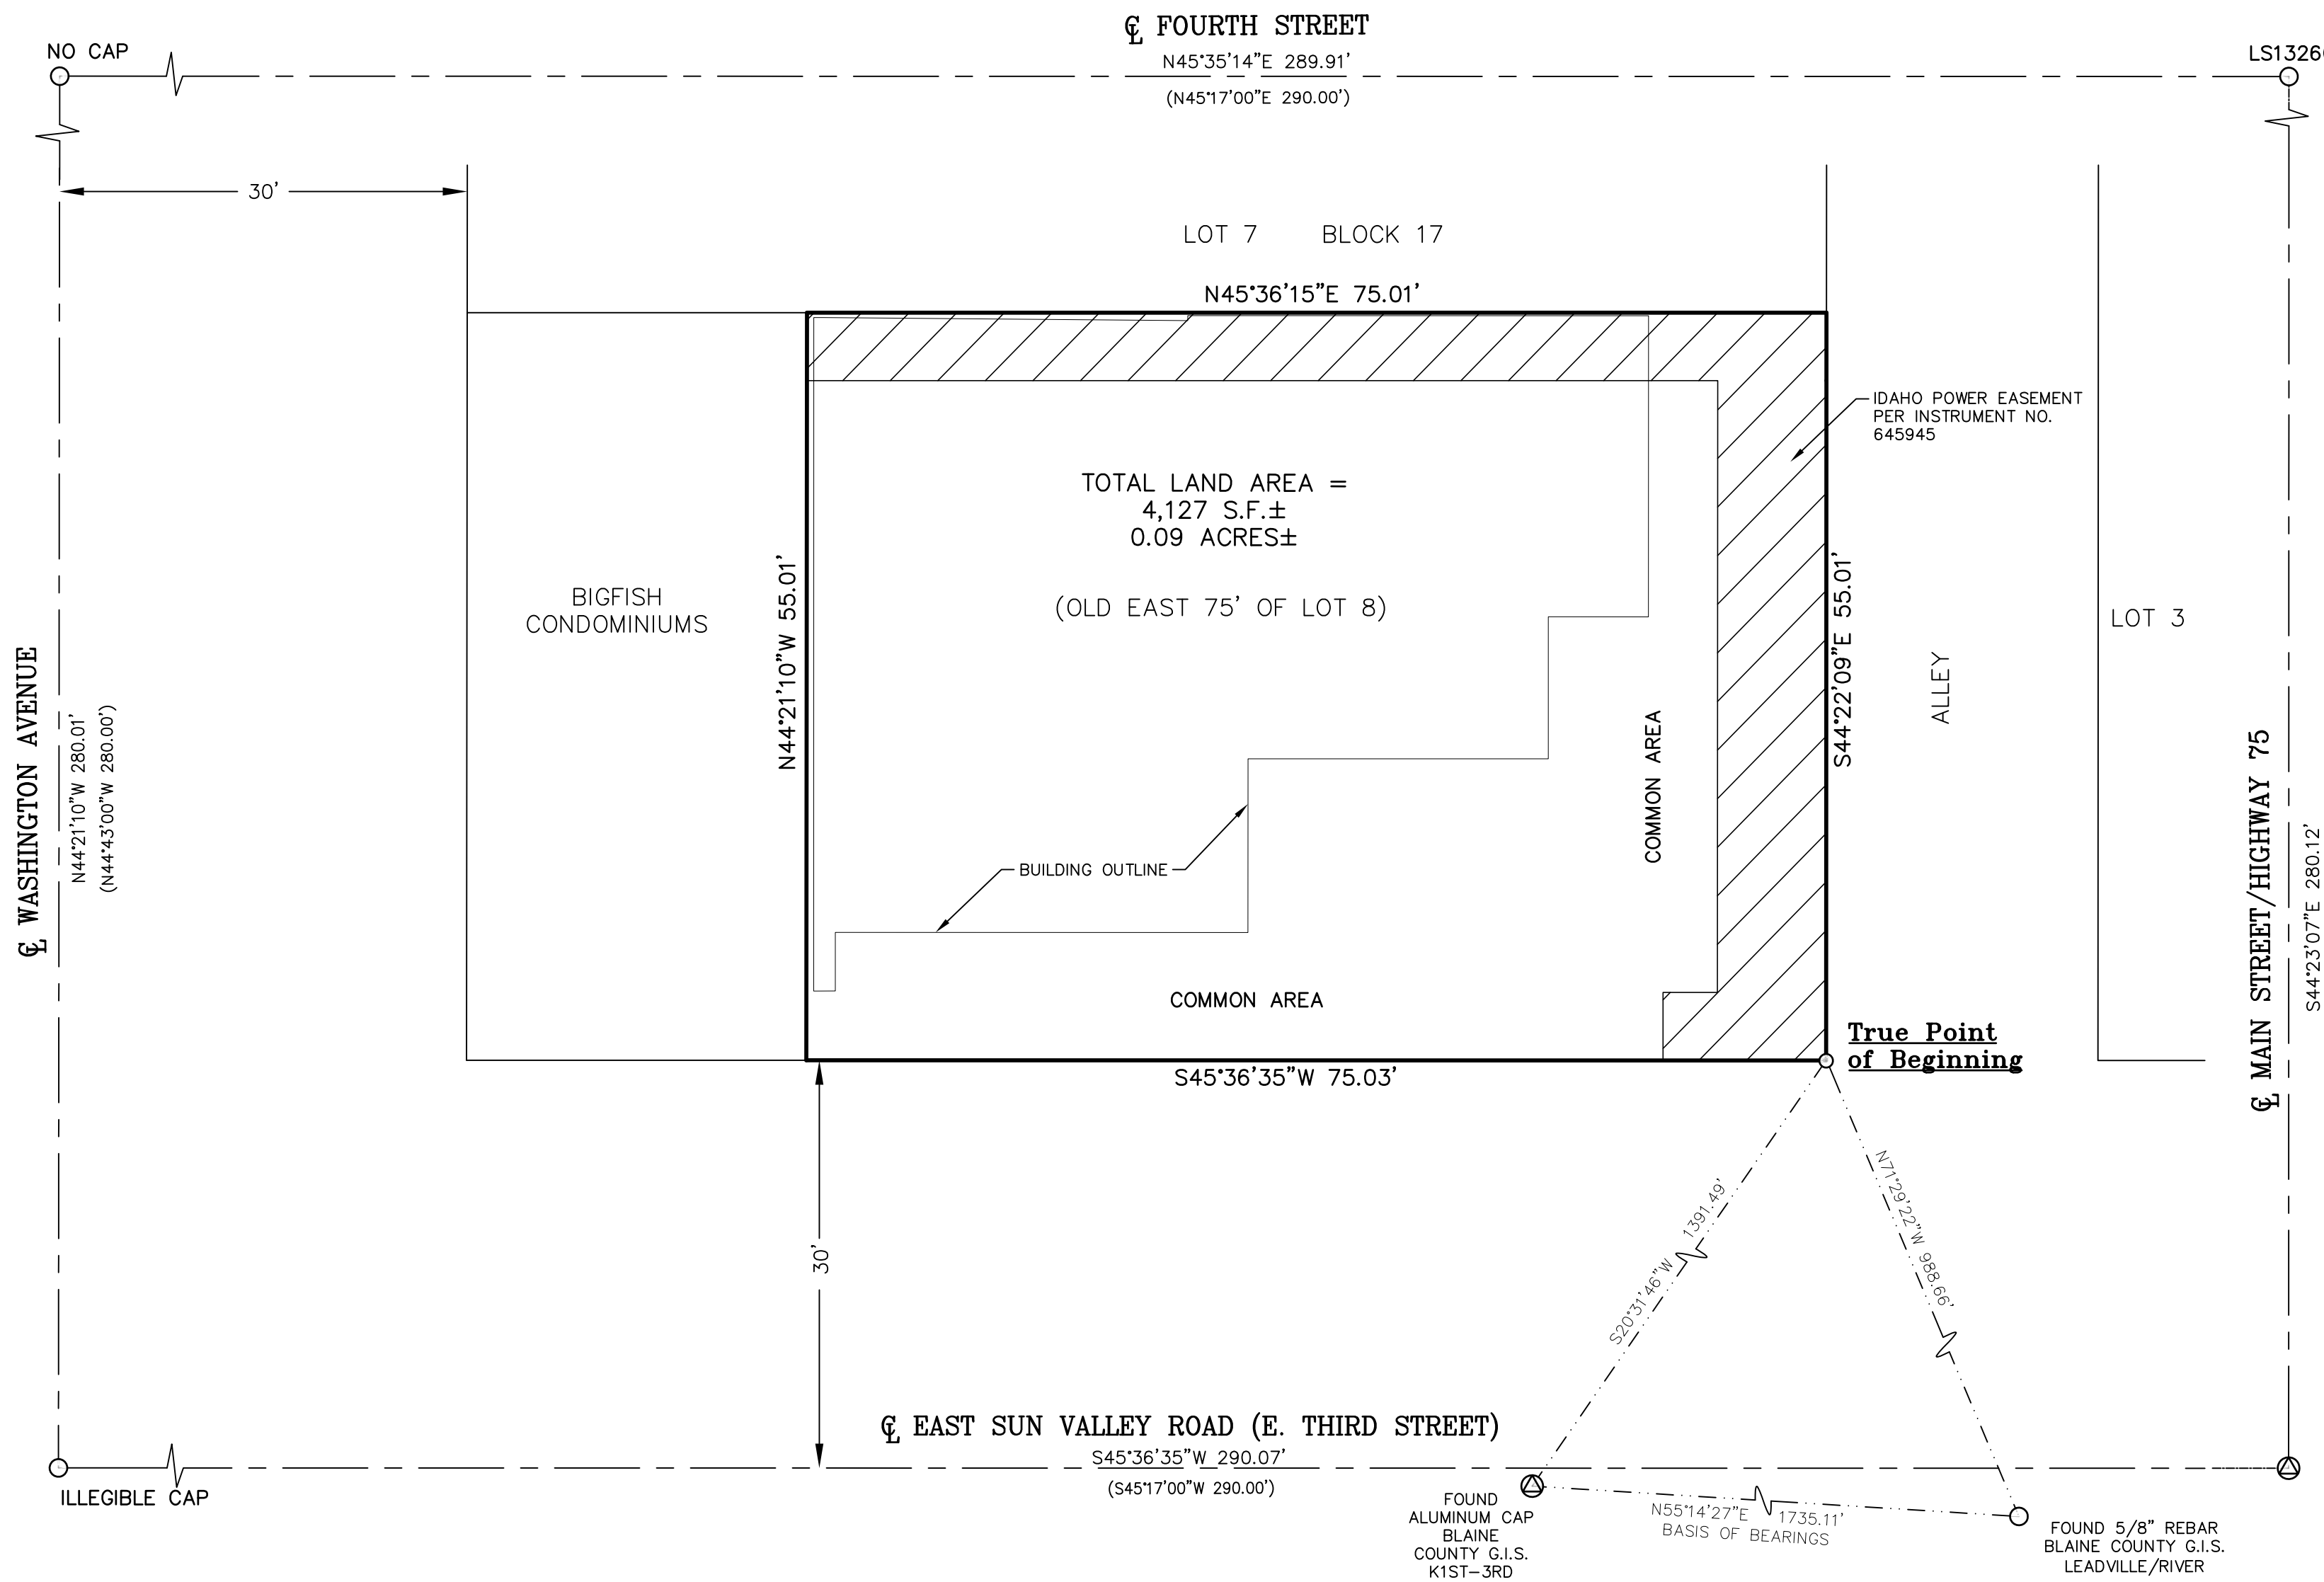 ℄ FOURTH STREET
N45°35'14"E 289.91'
(N45°17'00"E 290.00')
NO CAP
LS1326
30'
LOT 7 BLOCK 17
N45°36'15"E 75.01'
IDAHO POWER EASEMENT
PER INSTRUMENT NO.
645945
TOTAL LAND AREA =
4,127 S.F.±
0.09 ACRES±
(OLD EAST 75' OF LOT 8)
BIGFISH
CONDOMINIUMS
N44°21'10"W 55.01'
S44°22'09"E 55.01'
LOT 3
ALLEY
℄ WASHINGTON AVENUE
N44°21'10"W 280.01'
(N44°43'00"W 280.00')
COMMON AREA
℄ MAIN STREET/HIGHWAY 75
S44°23'07"E 280.12'
BUILDING OUTLINE
COMMON AREA
True Point
of Beginning
S45°36'35"W 75.03'
30'
S20°31'46"W 1391.49'
N71°29'22"W 988.66'
℄ EAST SUN VALLEY ROAD (E. THIRD STREET)
S45°36'35"W 290.07'
(S45°17'00"W 290.00')
ILLEGIBLE CAP
FOUND
ALUMINUM CAP
BLAINE
COUNTY G.I.S.
K1ST-3RD
N55°14'27"E 1735.11'
BASIS OF BEARINGS
FOUND 5/8" REBAR
BLAINE COUNTY G.I.S.
LEADVILLE/RIVER